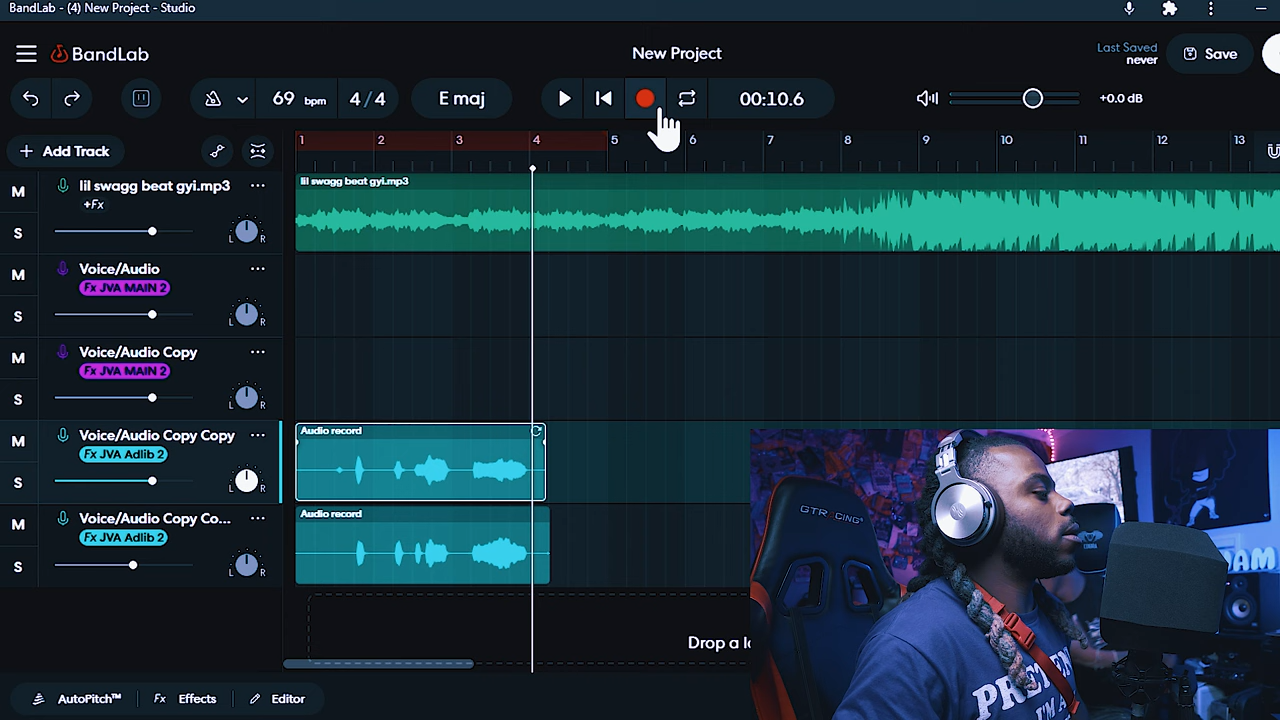 BandLab - (4) New Project - Studio
BandLab
New Project
Last Saved
never
Save
69 bpm
4/4
E maj
00:10.6
+0.0 dB
+ Add Track
1 2 3 4 5 6 7 8 9 10 11 12 13
M
S
lil swagg beat gyi.mp3
+Fx
L R
lil swagg beat gyi.mp3
M
S
Voice/Audio
Fx JVA MAIN 2
L R
M
S
Voice/Audio Copy
Fx JVA MAIN 2
L R
M
S
Voice/Audio Copy Copy
Fx JVA Adlib 2
L R
Audio record
M
S
Voice/Audio Copy Co...
Fx JVA Adlib 2
L R
Audio record
Drop a lo
AutoPitch™
Fx Effects
Editor
GTRACING
PRETEN
I'M A